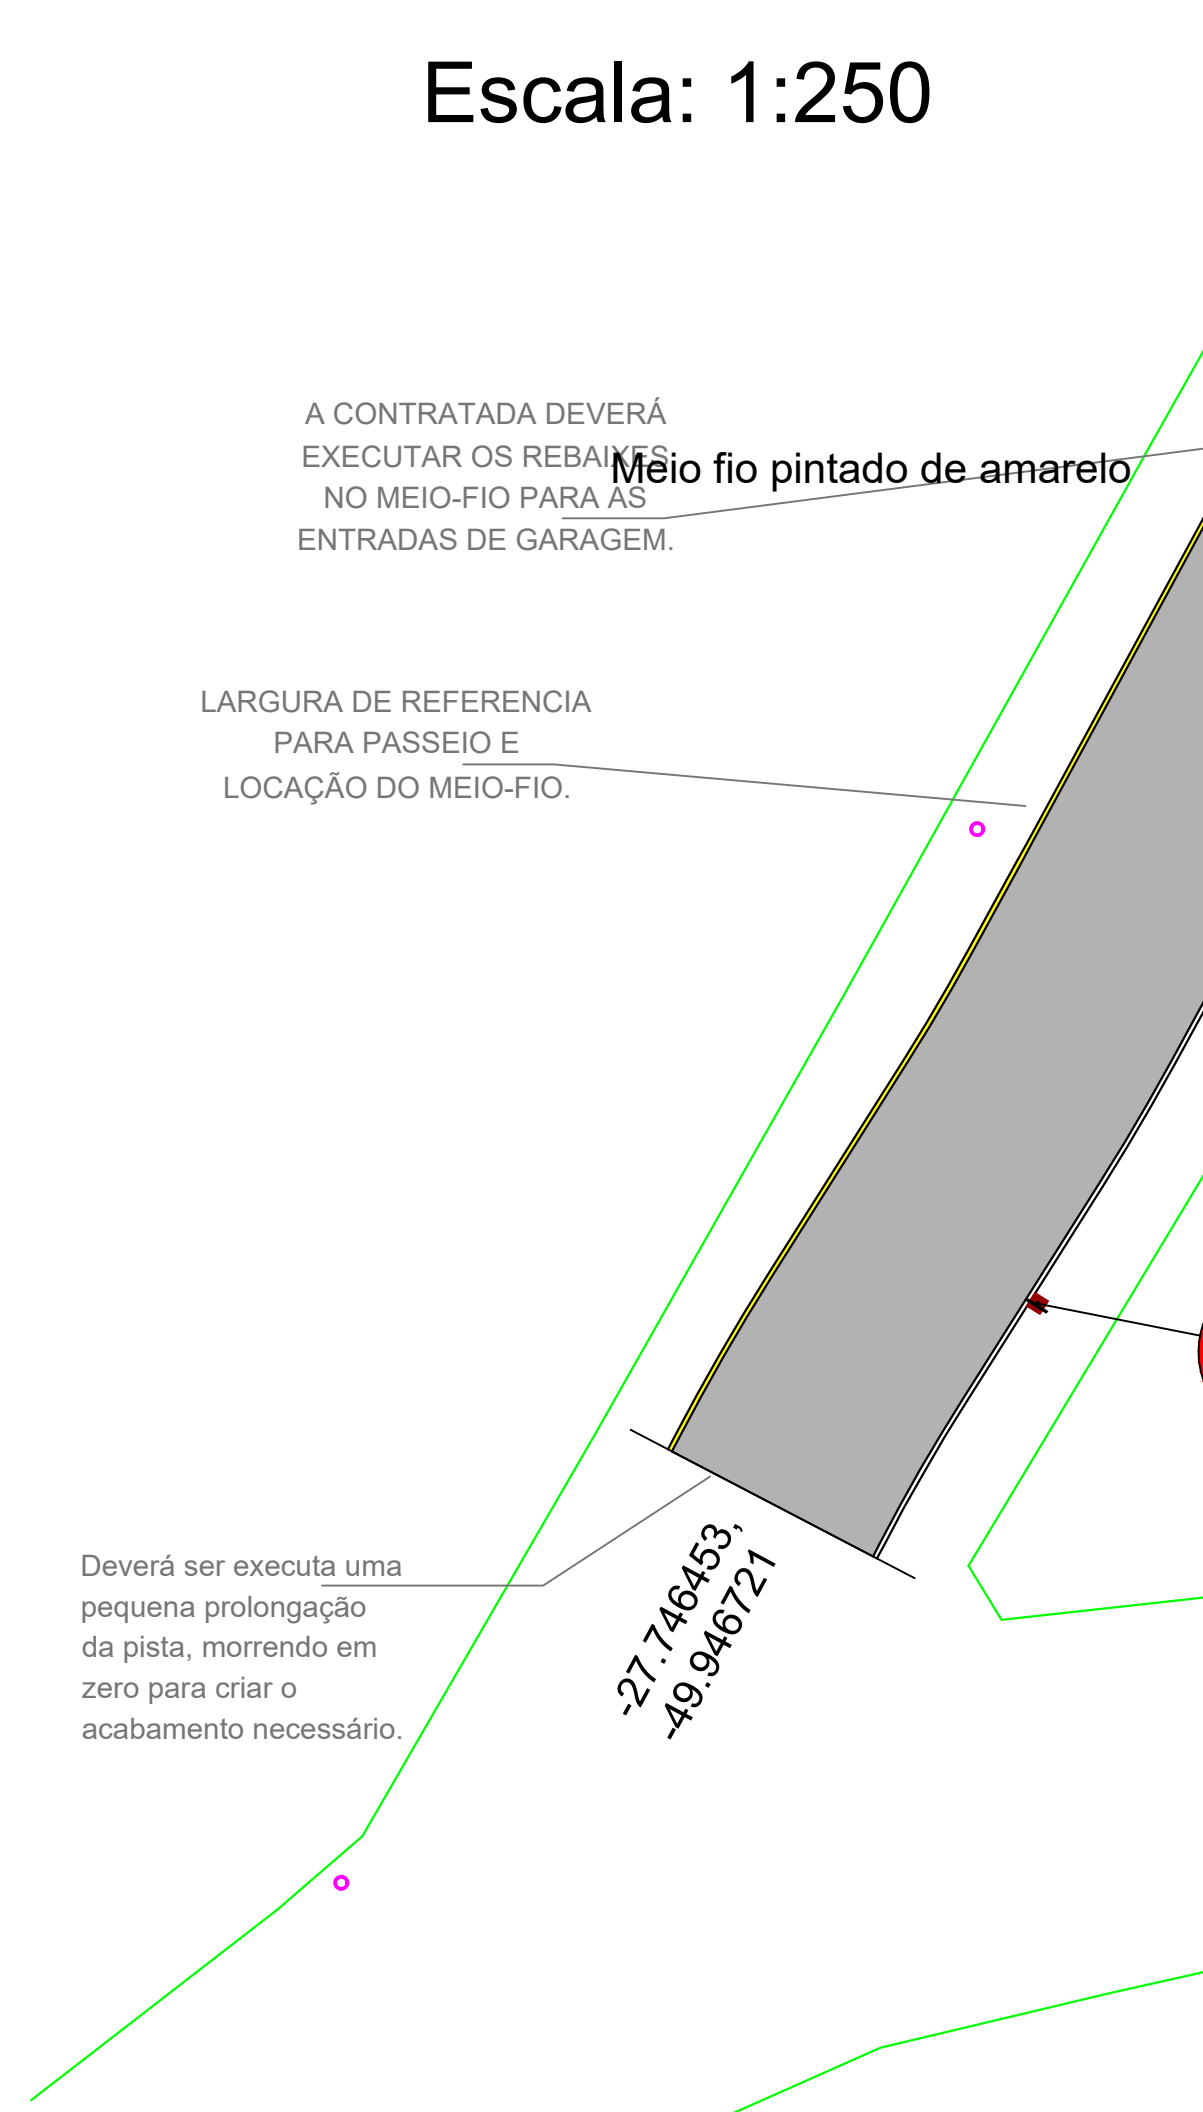 Escala: 1:250
A CONTRATADA DEVERÁ
EXECUTAR OS REBAIXES
NO MEIO-FIO PARA AS
ENTRADAS DE GARAGEM.
Meio fio pintado de amarelo
LARGURA DE REFERENCIA
PARA PASSEIO E
LOCAÇÃO DO MEIO-FIO.
Deverá ser executa uma
pequena prolongação
da pista, morrendo em
zero para criar o
acabamento necessário.
-27.746453,
-49.946721